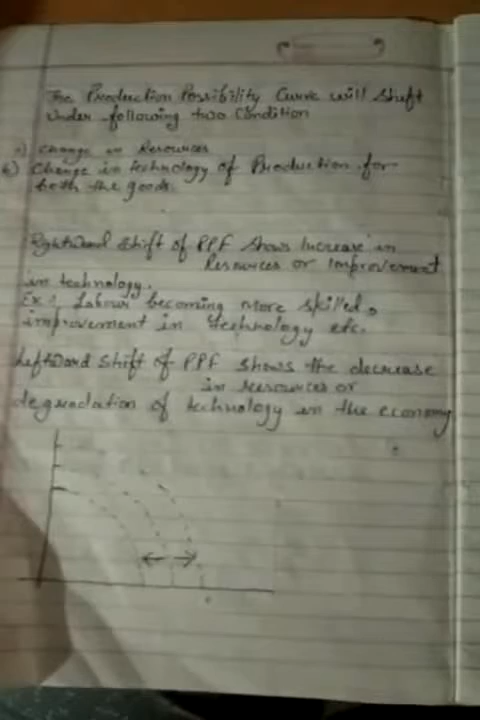 The Production Possibility Curve will Shift
Under following two Condition
a) Change in Resources
b) Change in technology of Production for
both the goods.
Rightward Shift of PPF shows Increase in
Resources or Improvement
in technology.
Ex: Labour becoming more skilled,
improvement in technology etc.
Leftward Shift of PPF shows the decrease
in resources or
degradation of technology in the economy